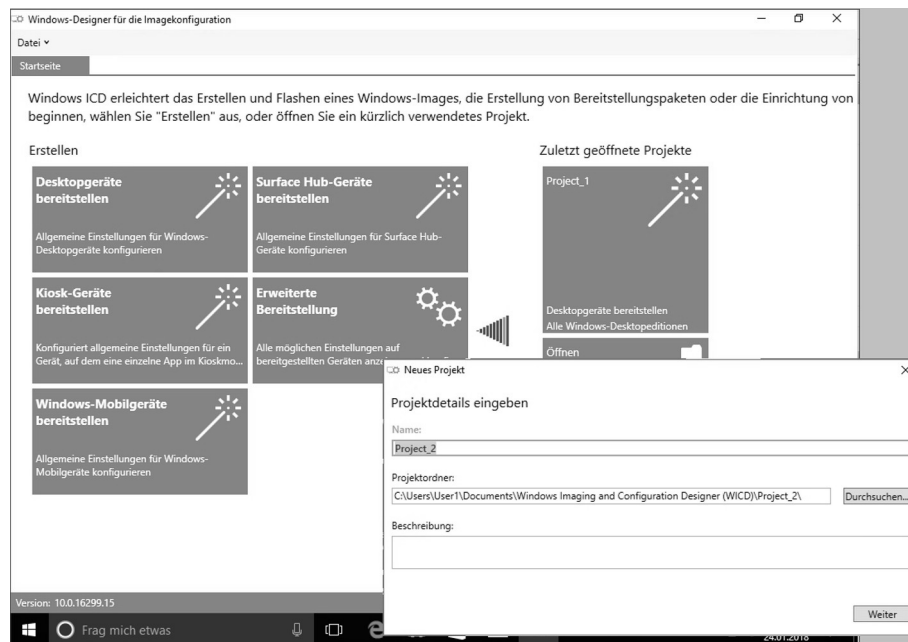 Windows-Designer für die Imagekonfiguration
Datei
Startseite
Windows ICD erleichtert das Erstellen und Flashen eines Windows-Images, die Erstellung von Bereitstellungspaketen oder die Einrichtung von
beginnen, wählen Sie "Erstellen" aus, oder öffnen Sie ein kürzlich verwendetes Projekt.
Erstellen
Desktopgeräte
bereitstellen
Allgemeine Einstellungen für Windows-
Desktopgeräte konfigurieren
Surface Hub-Geräte
bereitstellen
Allgemeine Einstellungen für Surface Hub-
Geräte konfigurieren
Kiosk-Geräte
bereitstellen
Konfiguriert allgemeine Einstellungen für ein
Gerät, auf dem eine einzelne App im Kioskmo...
Erweiterte
Bereitstellung
Alle möglichen Einstellungen auf
bereitgestellten Geräten
Windows-Mobilgeräte
bereitstellen
Allgemeine Einstellungen für Windows-
Mobilgeräte konfigurieren
Zuletzt geöffnete Projekte
Project_1
Desktopgeräte bereitstellen
Alle Windows-Desktopeditionen
Öffnen
Neues Projekt
Projektdetails eingeben
Name:
Project_2
Projektordner:
C:\Users\User1\Documents\Windows Imaging and Configuration Designer (WICD)\Project_2\
Durchsuchen...
Beschreibung:
Weiter
Version: 10.0.16299.15
Frag mich etwas
24.01.2018